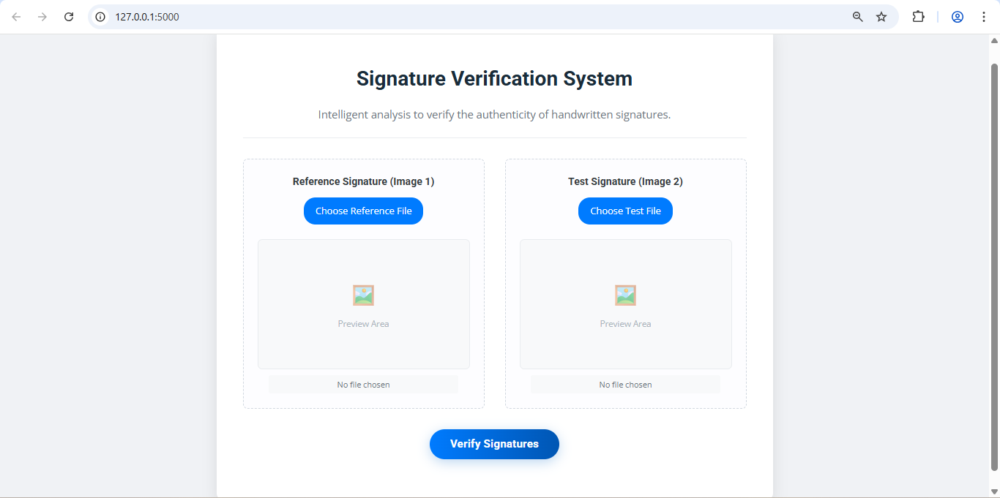 127.0.0.1:5000
Signature Verification System
Intelligent analysis to verify the authenticity of handwritten signatures.
Reference Signature (Image 1)
Choose Reference File
Preview Area
No file chosen
Test Signature (Image 2)
Choose Test File
Preview Area
No file chosen
Verify Signatures